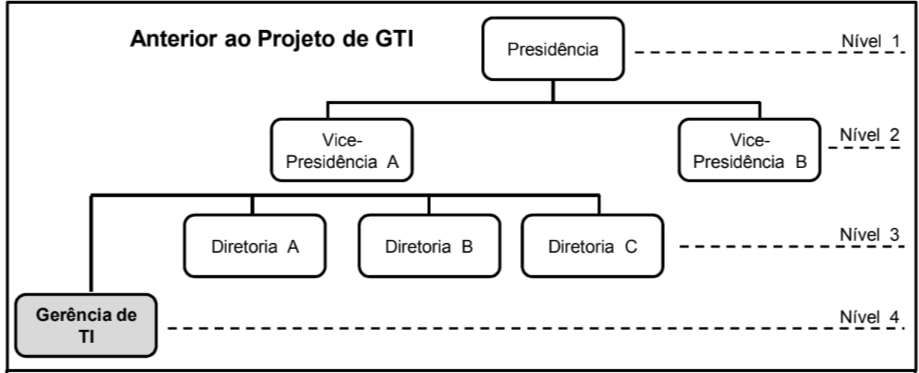 Anterior ao Projeto de GTI
Presidência
Nível 1
Vice-
Presidência A
Vice-
Presidência B
Nível 2
Diretoria A
Diretoria B
Diretoria C
Nível 3
Gerência de
TI
Nível 4